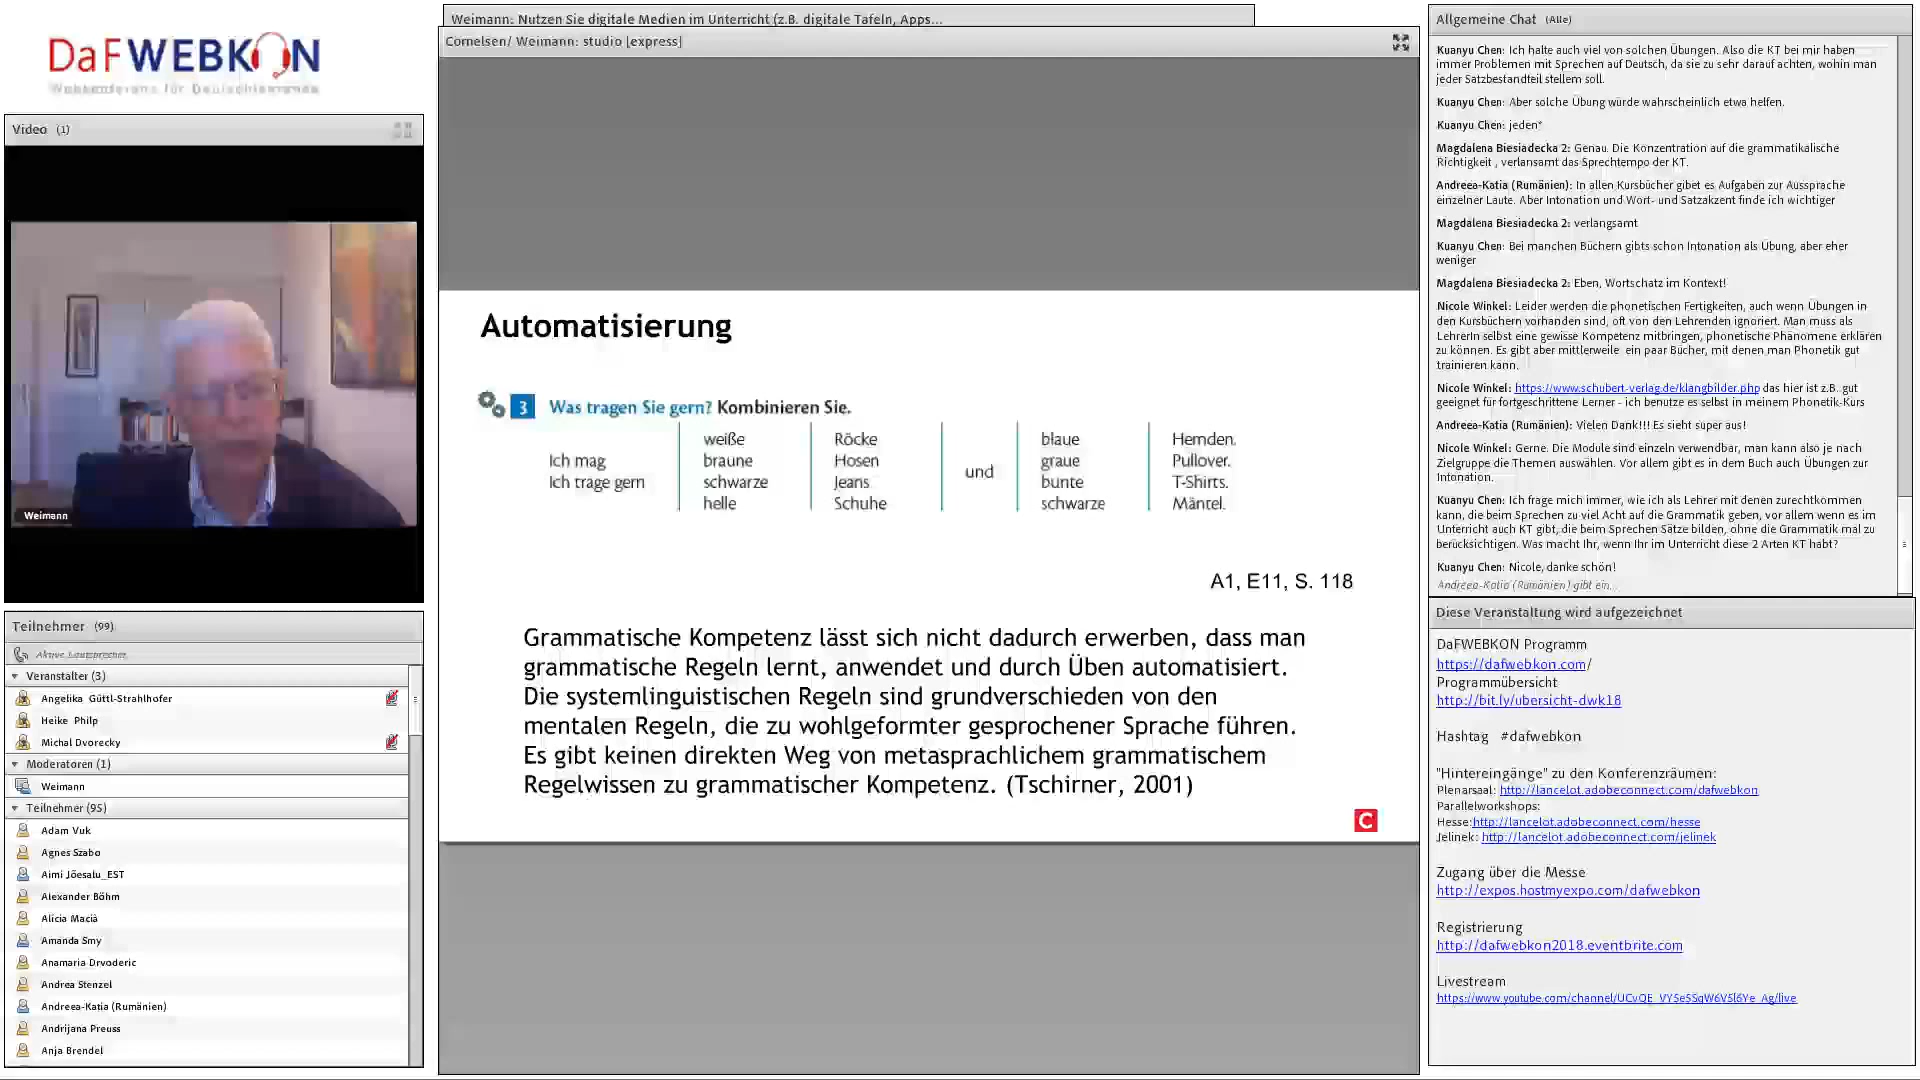 DaFWEBKON
Webkonferenz für Deutschlernende
Video (1)
Weimann
Teilnehmer (99)
Aktive Lautsprecher
Veranstalter (3)
Angelika Güttl-Strahlhofer
Heike Philp
Michal Dvorecky
Moderatoren (1)
Weimann
Teilnehmer (95)
Adam Vuk
Agnes Szabo
Aimi Jõesalu_EST
Alexander Böhm
Alícia Macià
Amanda Smy
Anamaria Drvoderic
Andrea Stenzel
Andreea-Katia (Rumänien)
Andrijana Preuss
Anja Brendel
Weimann: Nutzen Sie digitale Medien im Unterricht (z.B. digitale Tafeln, Apps...
Cornelsen/ Weimann: studio [express]
Automatisierung
3 Was tragen Sie gern? Kombinieren Sie.
weiße Röcke blaue Hemden.
Ich mag braune Hosen und graue Pullover.
Ich trage gern schwarze Jeans bunte T-Shirts.
helle Schuhe schwarze Mäntel.
A1, E11, S. 118
Grammatische Kompetenz lässt sich nicht dadurch erwerben, dass man
grammatische Regeln lernt, anwendet und durch Üben automatisiert.
Die systemlinguistischen Regeln sind grundverschieden von den
mentalen Regeln, die zu wohlgeformter gesprochener Sprache führen.
Es gibt keinen direkten Weg von metasprachlichem grammatischem
Regelwissen zu grammatischer Kompetenz. (Tschirner, 2001)
C
Allgemeine Chat (Alle)
Kuanyu Chen: Ich halte auch viel von solchen Übungen. Also die KT bei mir haben
immer Problemen mit Sprechen auf Deutsch, da sie zu sehr darauf achten, wohin man
jeder Satzbestandteil stellem soll.
Kuanyu Chen: Aber solche Übung würde wahrscheinlich etwa helfen.
Kuanyu Chen: jeden*
Magdalena Biesiadecka 2: Genau. Die Konzentration auf die grammatikalische
Richtigkeit , verlansamt das Sprechtempo der KT.
Andreea-Katia (Rumänien): In allen Kursbücher gibet es Aufgaben zur Aussprache
einzelner Laute. Aber Intonation und Wort- und Satzakzent finde ich wichtiger
Magdalena Biesiadecka 2: verlangsamt
Kuanyu Chen: Bei manchen Büchern gibts schon Intonation als Übung, aber eher
weniger
Magdalena Biesiadecka 2: Eben, Wortschatz im Kontext!
Nicole Winkel: Leider werden die phonetischen Fertigkeiten, auch wenn Übungen in
den Kursbüchern vorhanden sind, oft von den Lehrenden ignoriert. Man muss als
LehrerIn selbst eine gewisse Kompetenz mitbringen, phonetische Phänomene erklären
zu können. Es gibt aber mittlerweile ein paar Bücher, mit denen man Phonetik gut
trainieren kann.
Nicole Winkel: https://www.schubert-verlag.de/klangbilder.php das hier ist z.B. gut
geeignet für fortgeschrittene Lerner - ich benutze es selbst in meinem Phonetik-Kurs
Andreea-Katia (Rumänien): Vielen Dank!!! Es sieht super aus!
Nicole Winkel: Gerne. Die Module sind einzeln verwendbar, man kann also je nach
Zielgruppe die Themen auswählen. Vor allem gibt es in dem Buch auch Übungen zur
Intonation.
Kuanyu Chen: Ich frage mich immer, wie ich als Lehrer mit denen zurechtkommen
kann, die beim Sprechen zu viel Acht auf die Grammatik geben, vor allem wenn es im
Unterricht auch KT gibt, die beim Sprechen Sätze bilden, ohne die Grammatik mal zu
berücksichtigen. Was macht Ihr, wenn Ihr im Unterricht diese 2 Arten KT habt?
Kuanyu Chen: Nicole, danke schön!
Andreea-Katia (Rumänien) gibt ein...
Diese Veranstaltung wird aufgezeichnet
DaFWEBKON Programm
https://dafwebkon.com/
Programmübersicht
http://bit.ly/ubersicht-dwk18
Hashtag #dafwebkon
"Hintereingänge" zu den Konferenzräumen:
Plenarsaal: http://lancelot.adobeconnect.com/dafwebkon
Parallelworkshops:
Hesse:http://lancelot.adobeconnect.com/hesse
Jelinek: http://lancelot.adobeconnect.com/jelinek
Zugang über die Messe
http://expos.hostmyexpo.com/dafwebkon
Registrierung
http://dafwebkon2018.eventbrite.com
Livestream